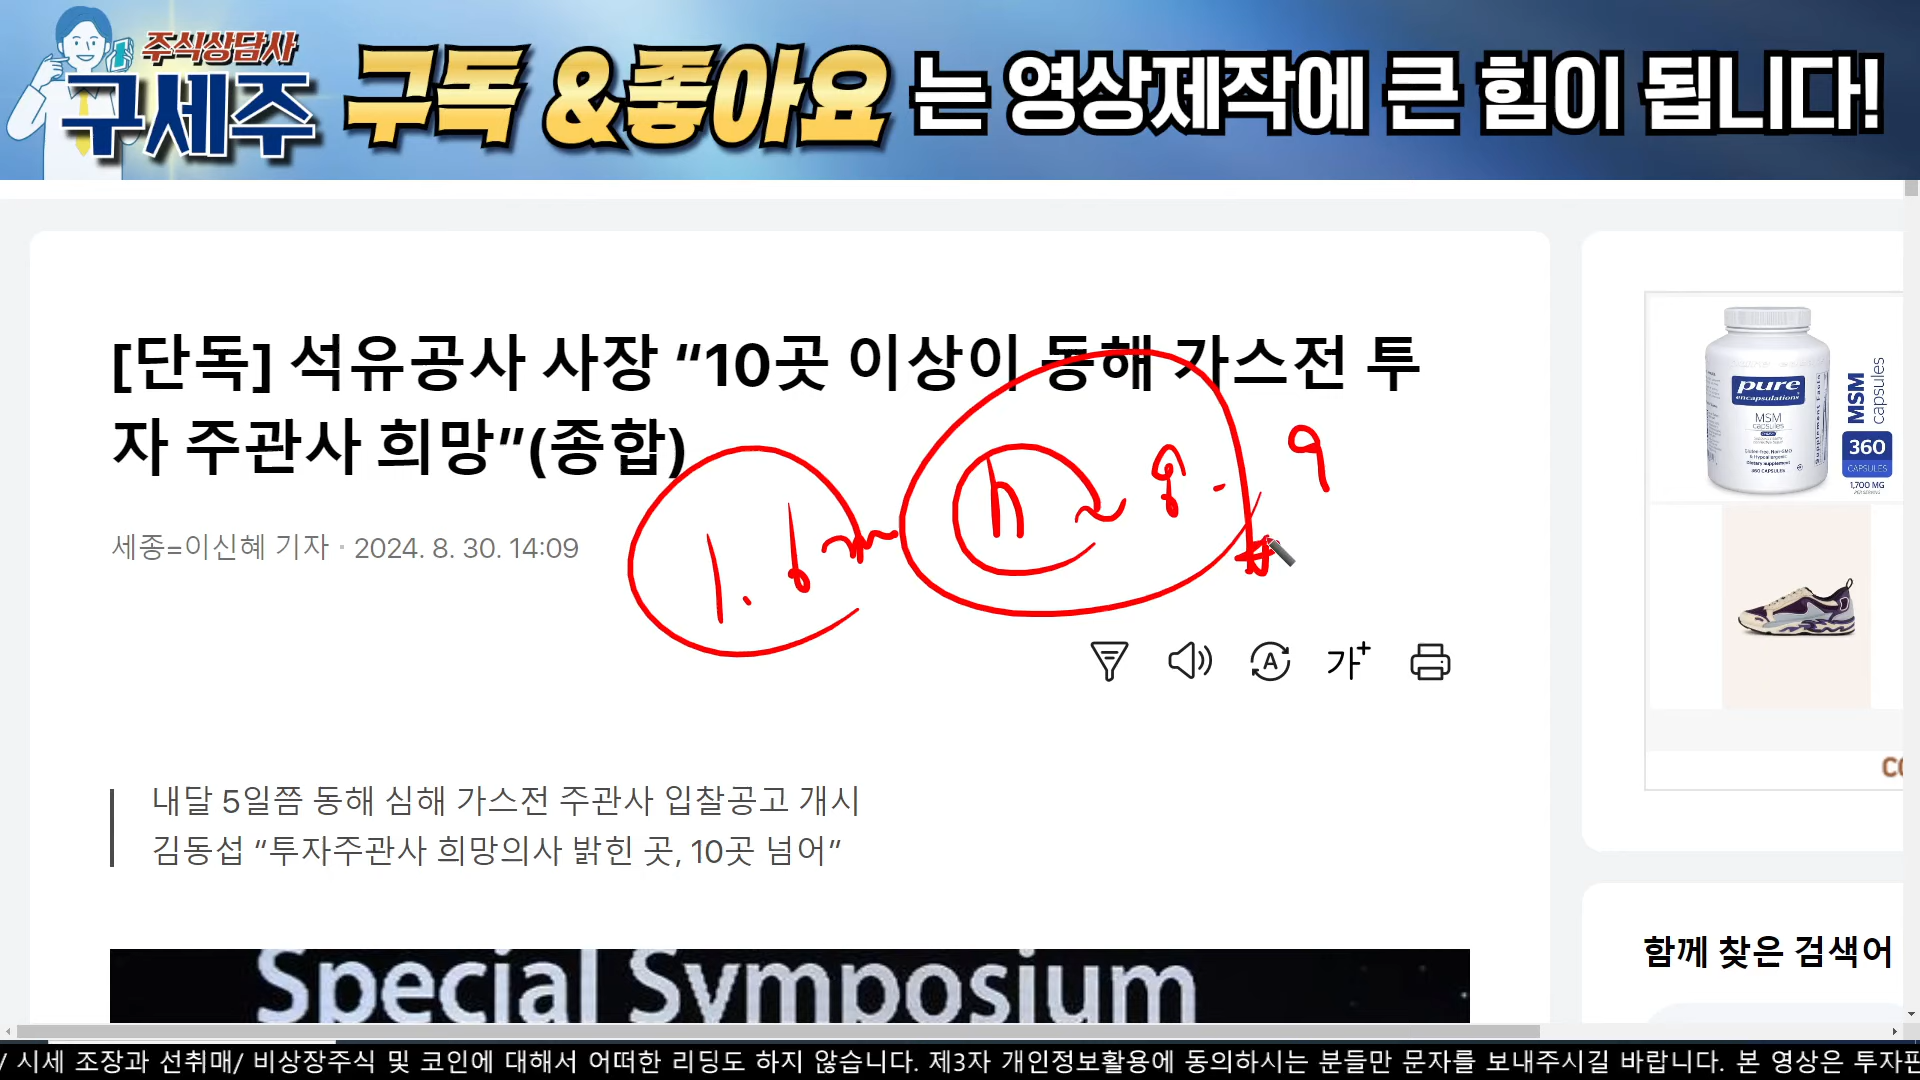 주식상담사
구세주
구독 &좋아요 는 영상제작에 큰 힘이 됩니다!
[단독] 석유공사 사장 “10곳 이상이 동해 가스전 투
자 주관사 희망”(종합)
세종=이신혜 기자 · 2024. 8. 30. 14:09
1.6
8.9
가+
내달 5일쯤 동해 심해 가스전 주관사 입찰공고 개시
김동섭 “투자주관사 희망의사 밝힌 곳, 10곳 넘어”
Special Symposium
pure
encapsulations
MSM
capsules
MSM
capsules
360
CAPSULES
1,700 MG
함께 찾은 검색어
/ 시세 조장과 선취매/ 비상장주식 및 코인에 대해서 어떠한 리딩도 하지 않습니다. 제3자 개인정보활용에 동의하시는 분들만 문자를 보내주시길 바랍니다. 본 영상은 투자판